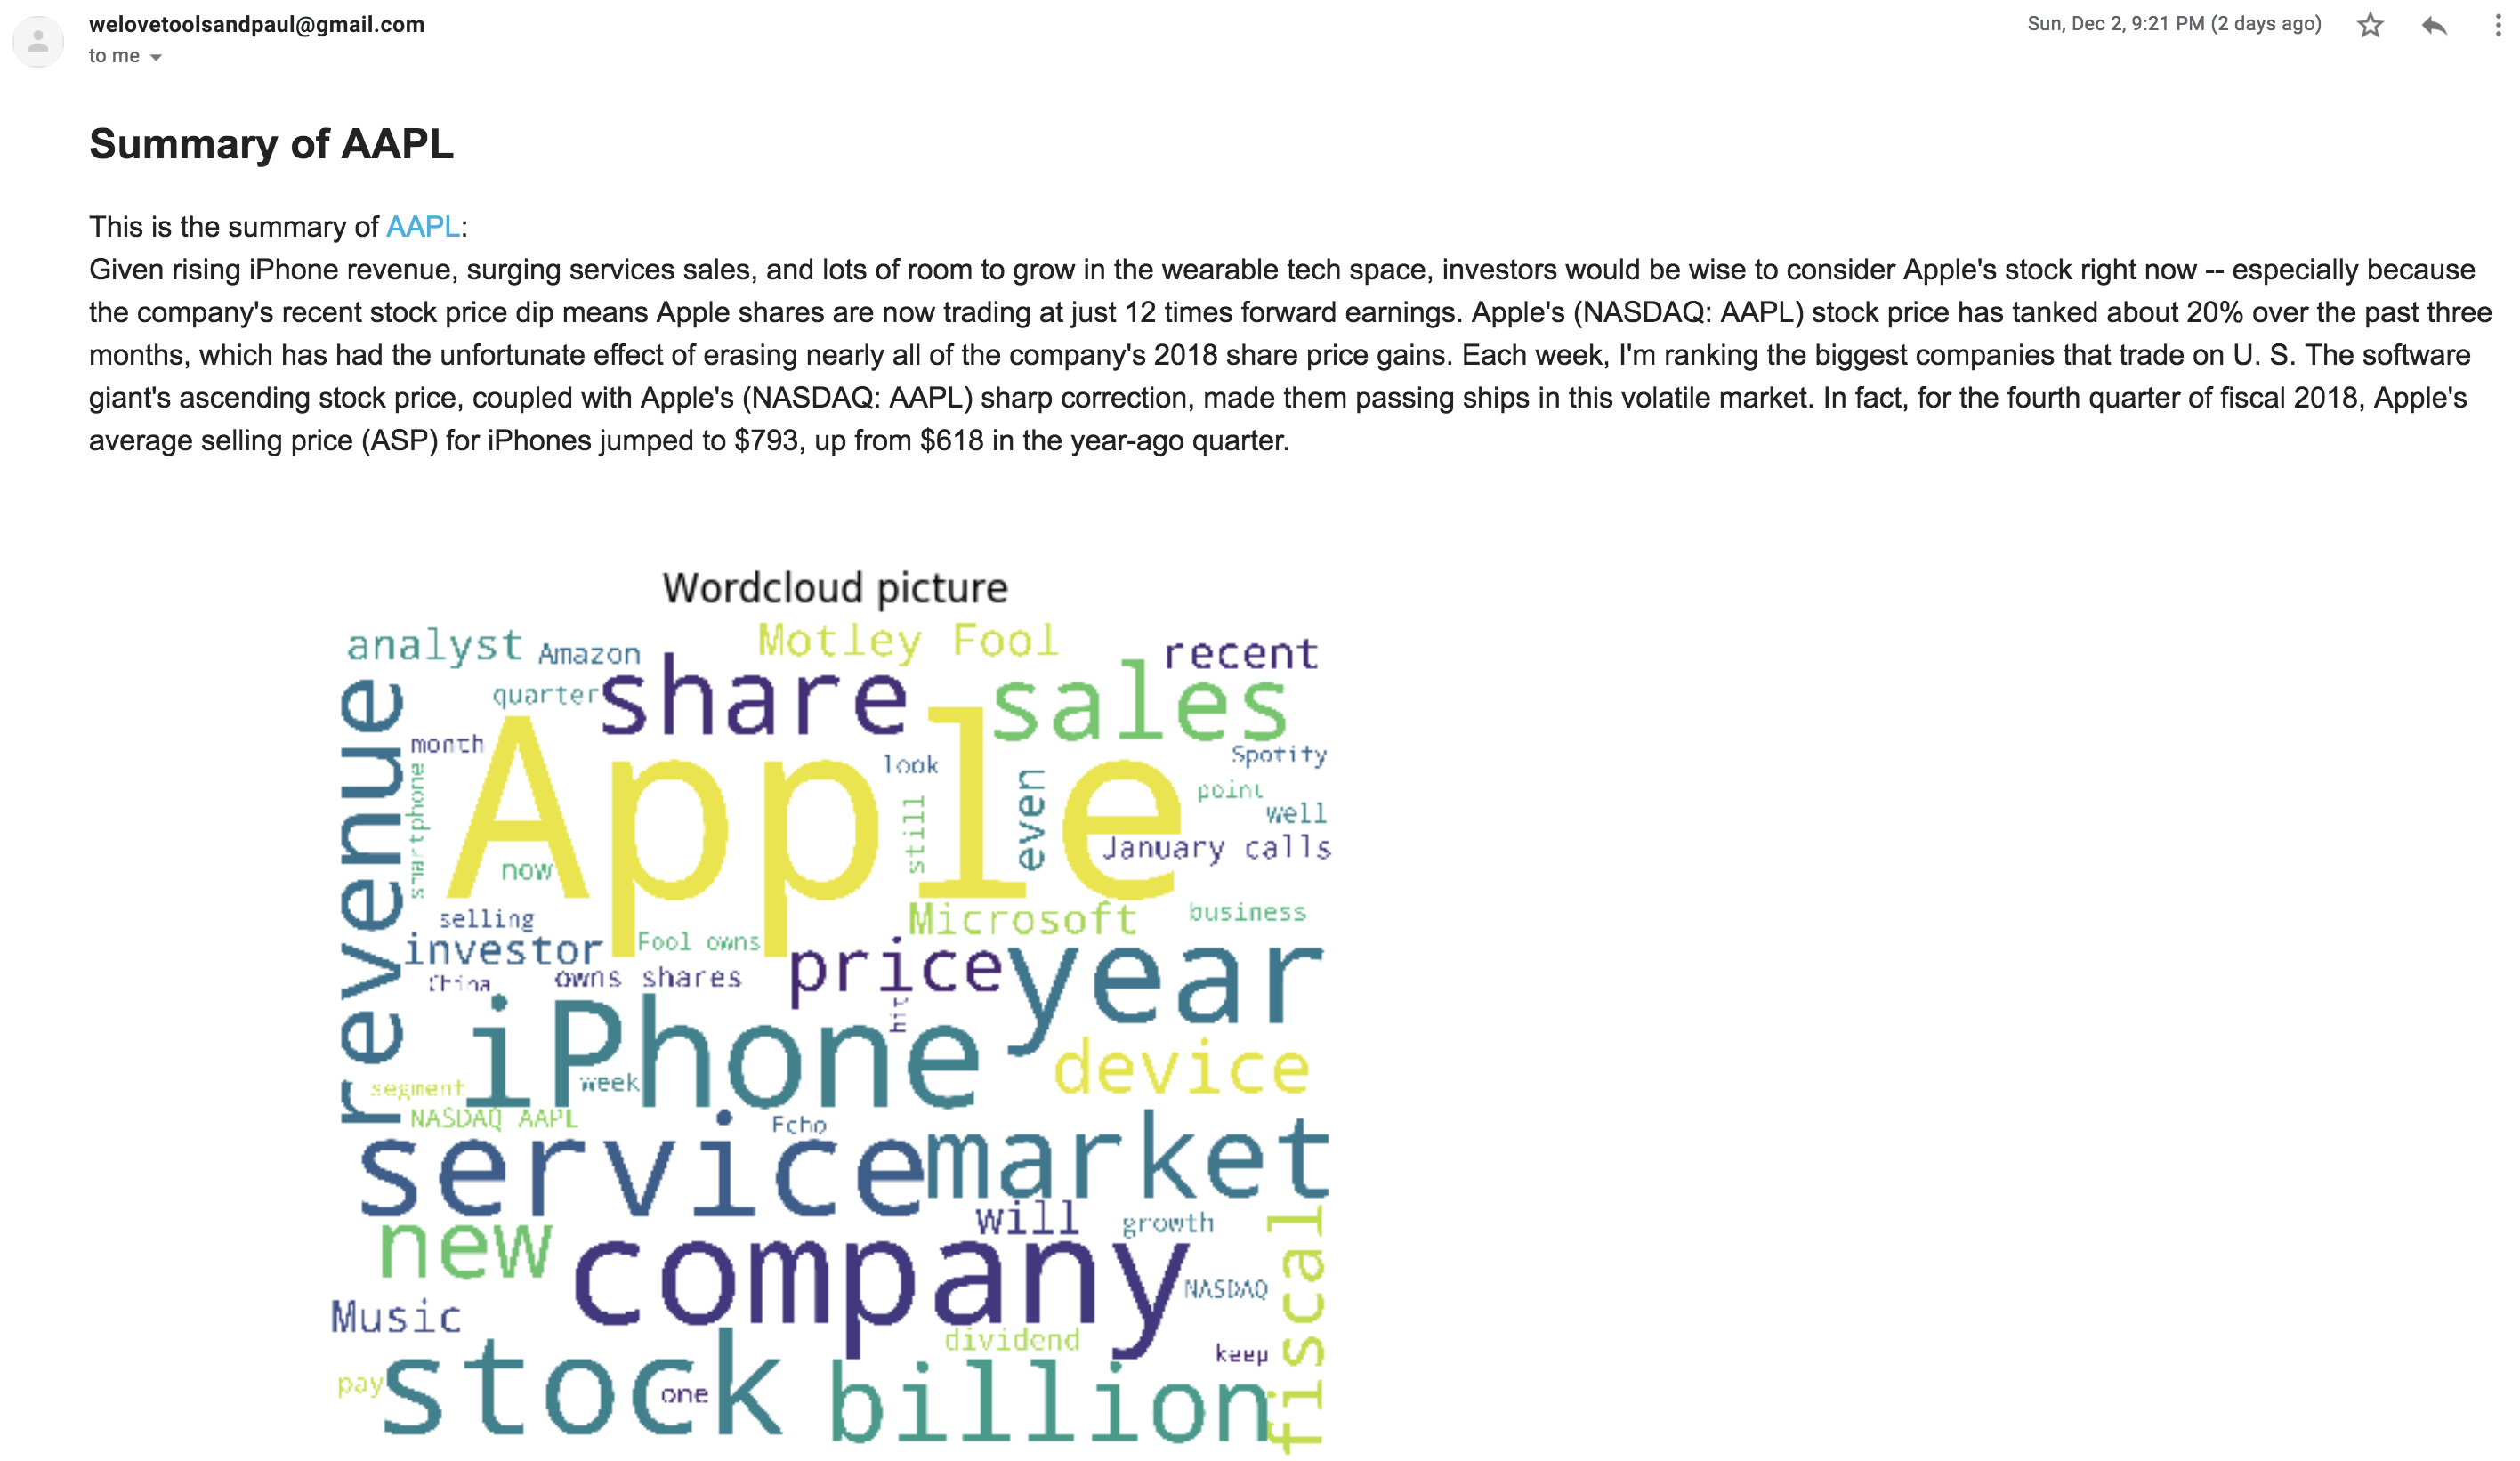 welovetoolsandpaul@gmail.com
Sun, Dec 2, 9:21 PM (2 days ago)
to me
Summary of AAPL
This is the summary of AAPL:
Given rising iPhone revenue, surging services sales, and lots of room to grow in the wearable tech space, investors would be wise to consider Apple's stock right now -- especially because
the company's recent stock price dip means Apple shares are now trading at just 12 times forward earnings. Apple's (NASDAQ: AAPL) stock price has tanked about 20% over the past three
months, which has had the unfortunate effect of erasing nearly all of the company's 2018 share price gains. Each week, I'm ranking the biggest companies that trade on U. S. The software
giant's ascending stock price, coupled with Apple's (NASDAQ: AAPL) sharp correction, made them passing ships in this volatile market. In fact, for the fourth quarter of fiscal 2018, Apple's
average selling price (ASP) for iPhones jumped to $793, up from $618 in the year-ago quarter.
Wordcloud picture
analyst
Amazon
Motley Fool
recent
quarter
share
sales
revenue
month
look
Spotify
smartphone
Apple
still
even
point
well
January calls
now
selling
Microsoft
business
investor
Fool owns
price
year
China
owns shares
hit
iPhone
device
segment
week
NASDAQ AAPL
Echo
service
market
will
growth
new
company
fiscal
NASDAQ
Music
dividend
keep
pay
stock
one
billion